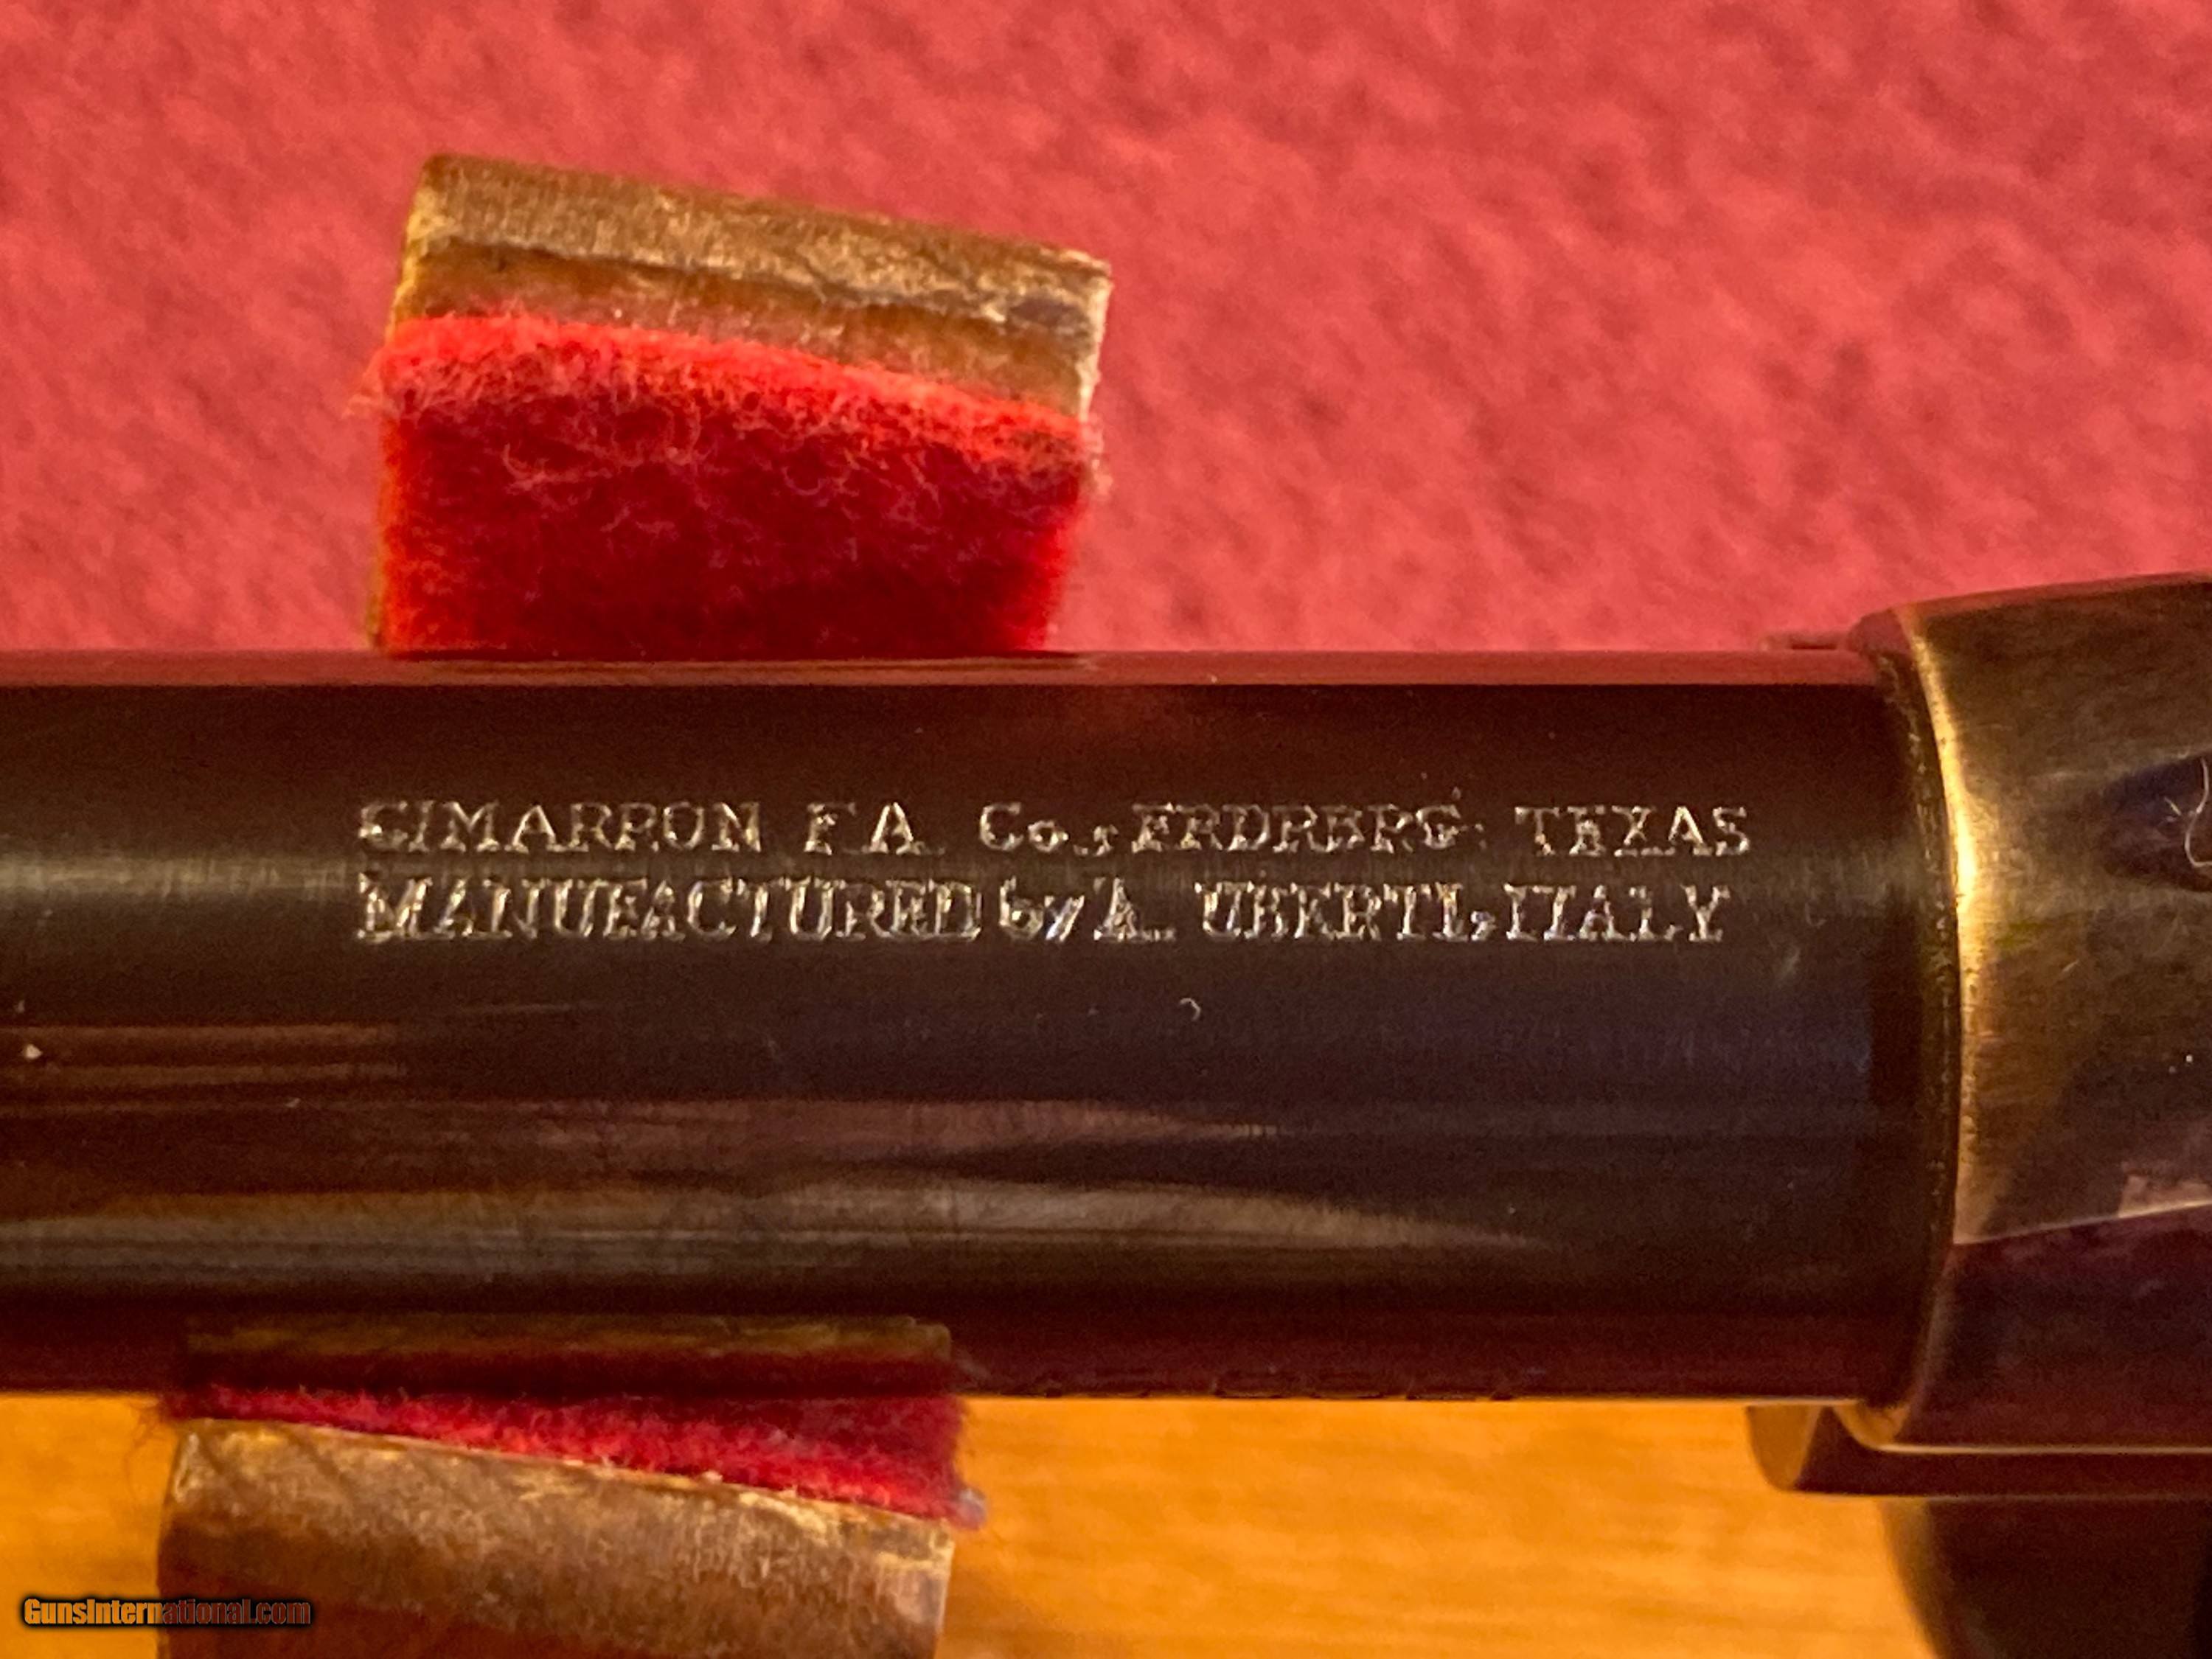 CIMARRON F.A. Co., FRDRBRG. TEXAS
MANUFACTURED by A. UBERTI, ITALY
GunsInternational.com